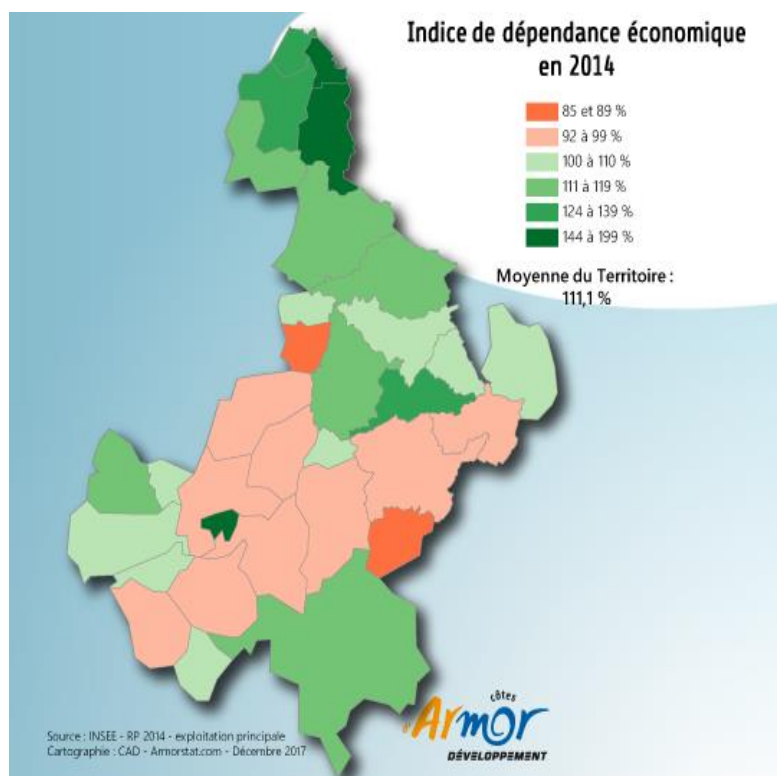 Indice de dépendance économique
en 2014
85 et 89 %
92 à 99 %
100 à 110 %
111 à 119 %
124 à 139 %
144 à 199 %
Moyenne du Territoire :
111,1 %
côtes
d'Armor
DÉVELOPPEMENT
Source : INSEE - RP 2014 - exploitation principale
Cartographie : CAD - Armorstat.com - Décembre 2017